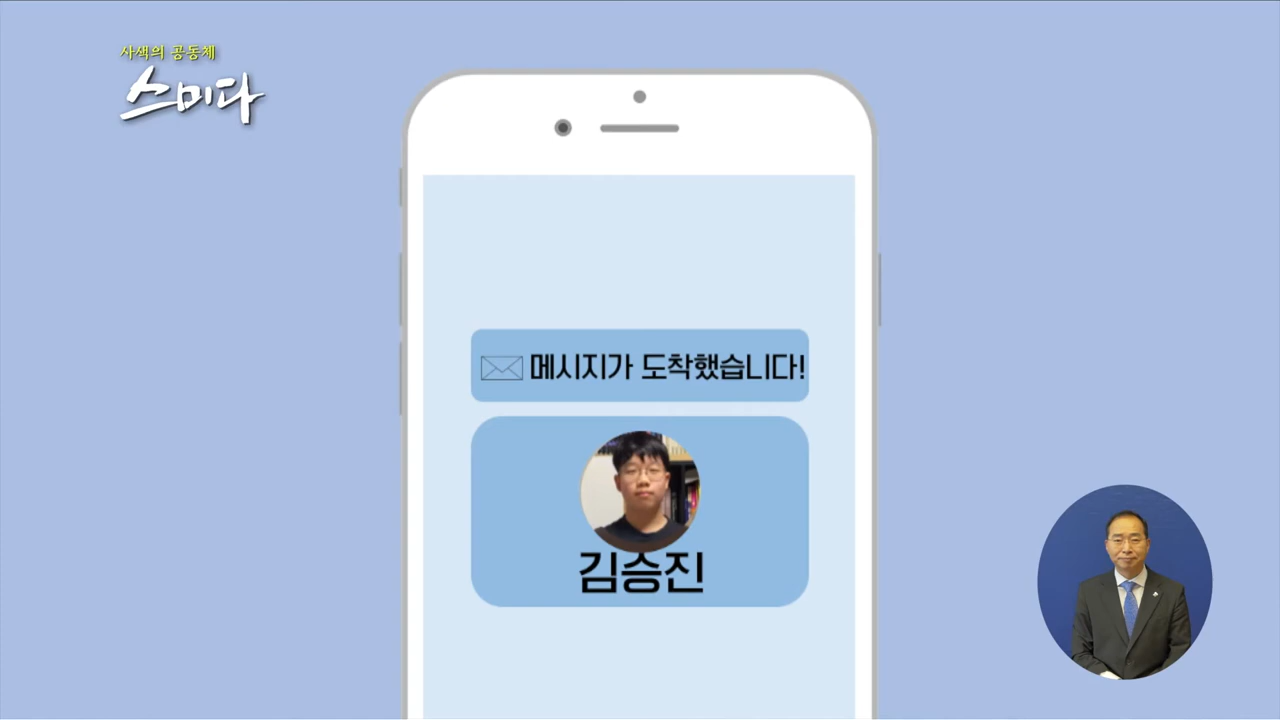 사색의 공동체
스미다
메시지가 도착했습니다!
김승진